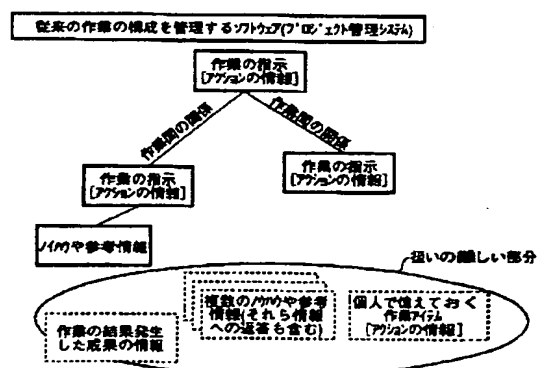 従来の作業の構成を管理するソフトウェア(プロジェクト管理システム)
作業の指示
[アクションの情報]
作業間の関係
作業間の関係
作業の指示
[アクションの情報]
作業の指示
[アクションの情報]
ノイハウや参考情報
扱いの難しい部分
複数のノウハウや参考
情報(それら情報
への返答も含む)
個人で憶えておく
作業アイテム
[アクションの情報]
作業の結果発生
した成果の情報